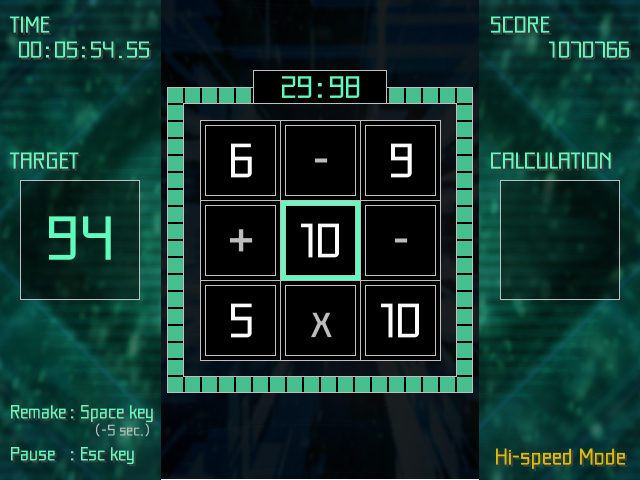 TIME
00:05:54.55
SCORE
1070766
29:98
TARGET
94
CALCULATION
6 - 9
+ 10 -
5 x 10
Remake : Space key
(-5 sec.)
Pause : Esc key
Hi-speed Mode